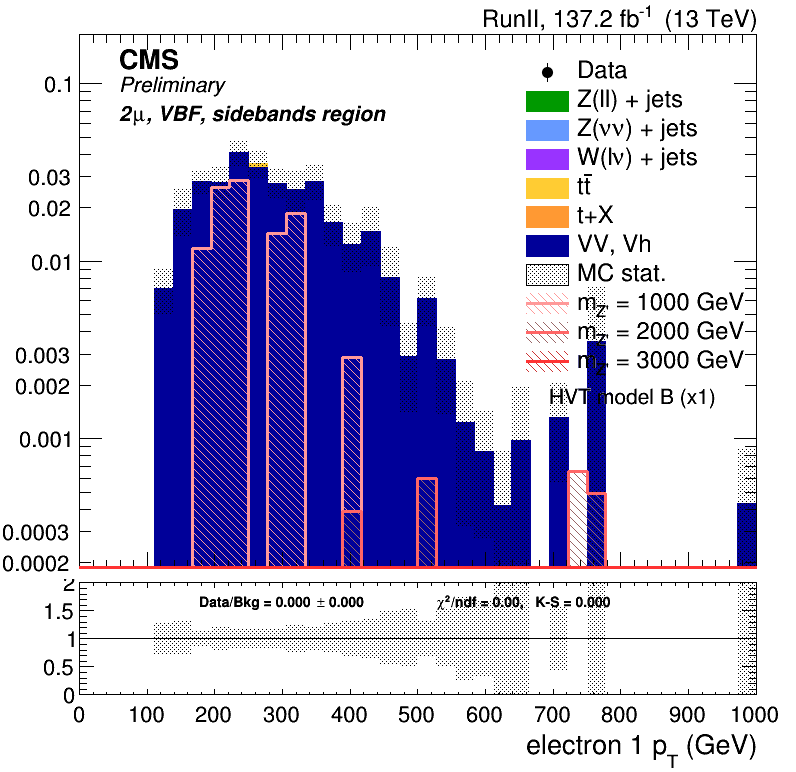 RunII, 137.2 fb⁻¹ (13 TeV)
CMS
Preliminary
2μ, VBF, sidebands region
Data
Z(ll) + jets
Z(νν) + jets
W(lν) + jets
tt̄
t+X
VV, Vh
MC stat.
m_Z' = 1000 GeV
m_Z' = 2000 GeV
m_Z' = 3000 GeV
HVT model B (x1)
0.1
0.03
0.02
0.01
0.003
0.002
0.001
0.0003
0.0002
Data/Bkg = 0.000 ± 0.000
χ²/ndf = 0.00, K-S = 0.000
2
1.5
1
0.5
0
0 100 200 300 400 500 600 700 800 900 1000
electron 1 p_T (GeV)